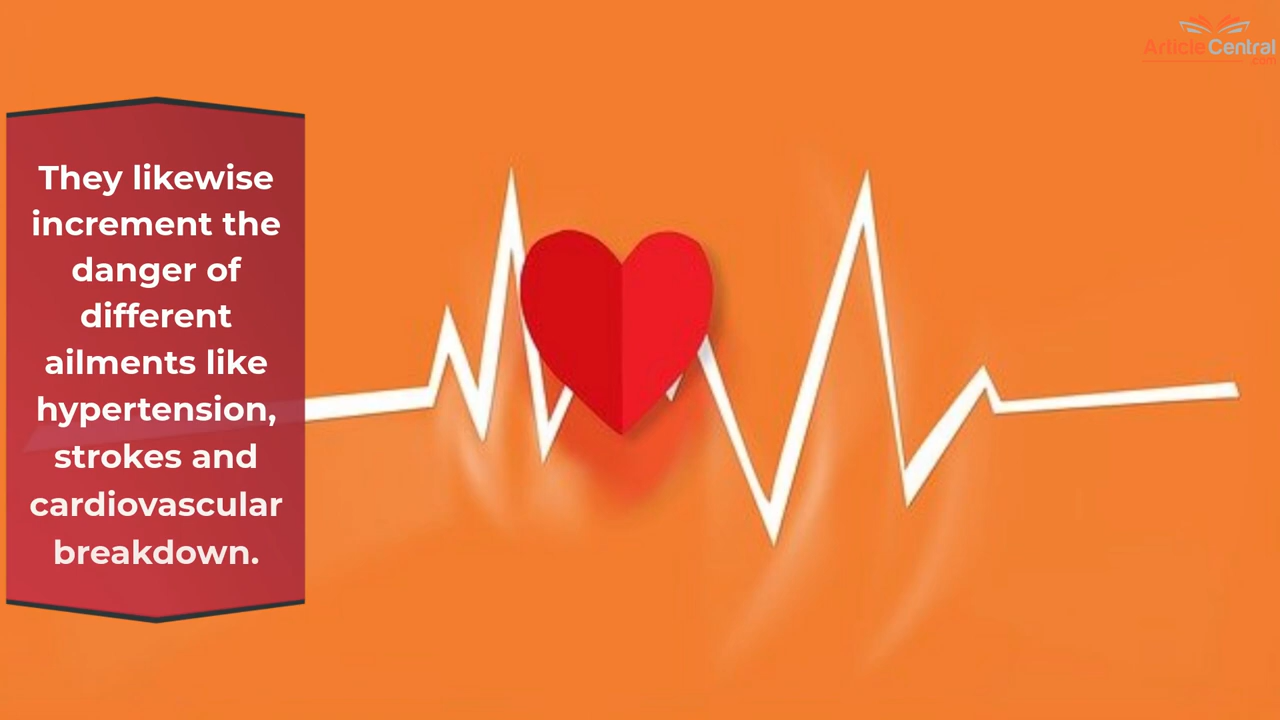 ArticleCentral
.com
They likewise
increment the
danger of
different
ailments like
hypertension,
strokes and
cardiovascular
breakdown.